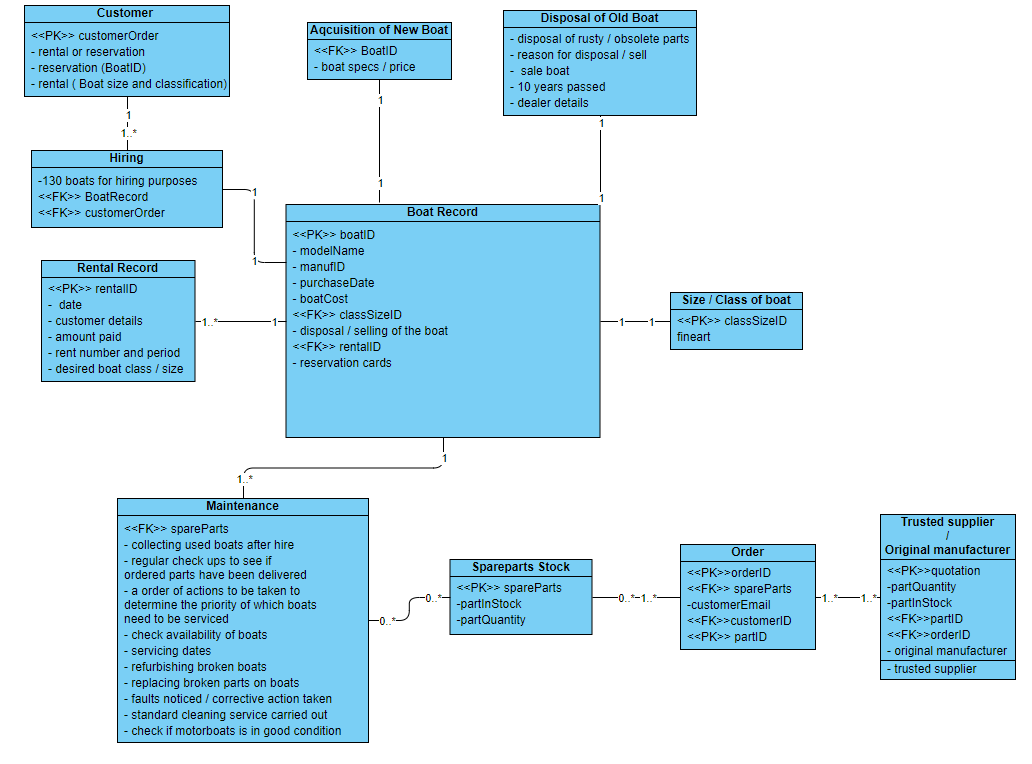 Customer
<<PK>> customerOrder
- rental or reservation
- reservation (BoatID)
- rental ( Boat size and classification)
1
1..*
Aqcuisition of New Boat
<<FK>> BoatID
- boat specs / price
1
1
Disposal of Old Boat
- disposal of rusty / obsolete parts
- reason for disposal / sell
- sale boat
- 10 years passed
- dealer details
1
1
Hiring
-130 boats for hiring purposes
<<FK>> BoatRecord
<<FK>> customerOrder
1
1
Boat Record
<<PK>> boatID
- modelName
- manufID
- purchaseDate
- boatCost
<<FK>> classSizeID
- disposal / selling of the boat
<<FK>> rentalID
- reservation cards
Rental Record
<<PK>> rentalID
- date
- customer details
- amount paid
- rent number and period
- desired boat class / size
1..*
1
1
1
Size / Class of boat
<<PK>> classSizeID
fineart
1
1..*
Maintenance
<<FK>> spareParts
- collecting used boats after hire
- regular check ups to see if
ordered parts have been delivered
- a order of actions to be taken to
determine the priority of which boats
need to be serviced
- check availability of boats
- servicing dates
- refurbishing broken boats
- replacing broken parts on boats
- faults noticed / corrective action taken
- standard cleaning service carried out
- check if motorboats is in good condition
0..*
0..*
Spareparts Stock
<<PK>> spareParts
-partInStock
-partQuantity
0..*
1..*
Order
<<PK>>orderID
<<FK>> spareParts
-customerEmail
<<FK>>customerID
<<PK>> partID
1..*
1..*
Trusted supplier
/
Original manufacturer
<<PK>>quotation
-partQuantity
-partInStock
<<FK>>partID
<<FK>>orderID
- original manufacturer
- trusted supplier